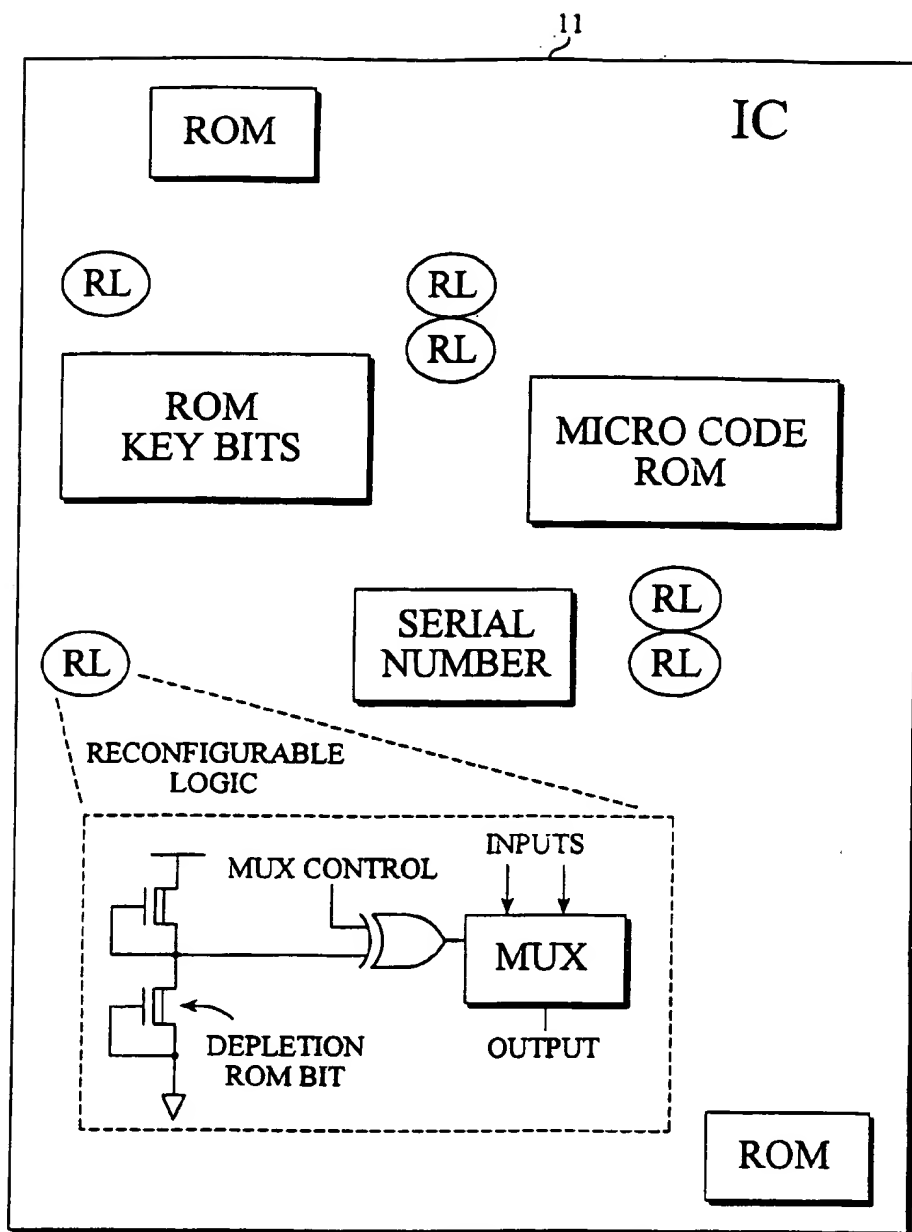 11
ROM
IC
RL
RL
RL
ROM
KEY BITS
MICRO CODE
ROM
RL
RL
SERIAL
NUMBER
RL
RECONFIGURABLE
LOGIC
MUX CONTROL
INPUTS
MUX
OUTPUT
DEPLETION
ROM BIT
ROM